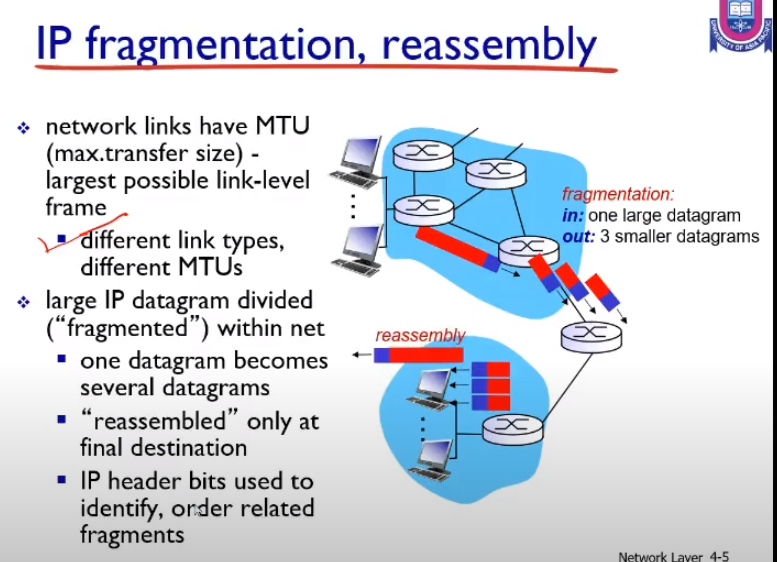 IP fragmentation, reassembly
UNIVERSITY OF ASIA PACIFIC
network links have MTU
(max.transfer size) -
largest possible link-level
frame
different link types,
different MTUs
large IP datagram divided
(“fragmented”) within net
one datagram becomes
several datagrams
“reassembled” only at
final destination
IP header bits used to
identify, order related
fragments
fragmentation:
in: one large datagram
out: 3 smaller datagrams
reassembly
Network Layer 4-5